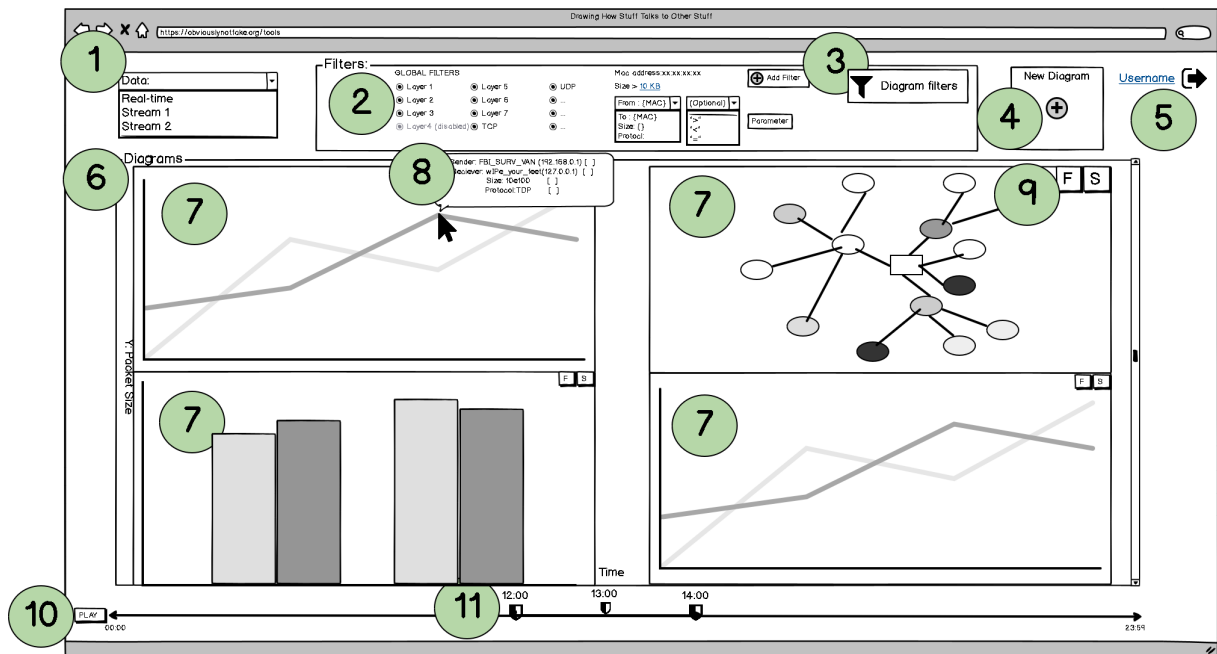 Drawing How Stuff Talks to Other Stuff
https://obviouslynotfake.org/tools
1
Data:
Real-time
Stream 1
Stream 2
Filters:
2
GLOBAL FILTERS
Layer 1
Layer 2
Layer 3
Layer 4 (disabled)
Layer 5
Layer 6
Layer 7
TCP
UDP
...
...
...
Mac address:xx:xx:xx:xx
Size > 10 KB
From : {MAC}
To : {MAC}
Size: {}
Protocl:
(Optional)
">"
"<"
"="
Add Filter
Parameter
3
Diagram filters
4
New Diagram
5
Username
6
Diagrams
Y: Packet Size
7
8
Sender: FBI_SURV_VAN (192.168.0.1) [ ]
Reciever: wIPe_your_feet(127.0.0.1) [ ]
Size: 10e100 [ ]
Protocol:TDP [ ]
7
9
F S
7
F S
7
F S
Time
10
PLAY
00:00
11
12:00
13:00
14:00
23:59